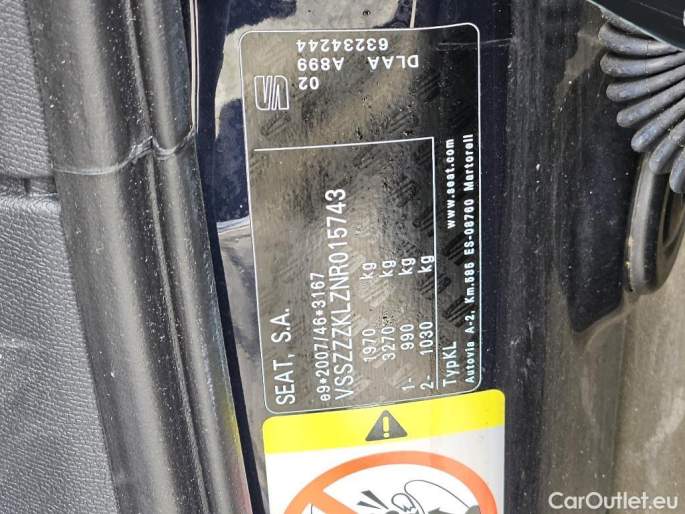 SEAT, S.A.
e9*2007/46*3167
VSSZZZKLZNR015743
1970 kg
3270 kg
1- 990 kg
2- 1030 kg
TypKL www.seat.com
Autovia A-2, Km.585 ES-08760 Martorell
02
DLAA A899
63234244
CarOutlet.eu